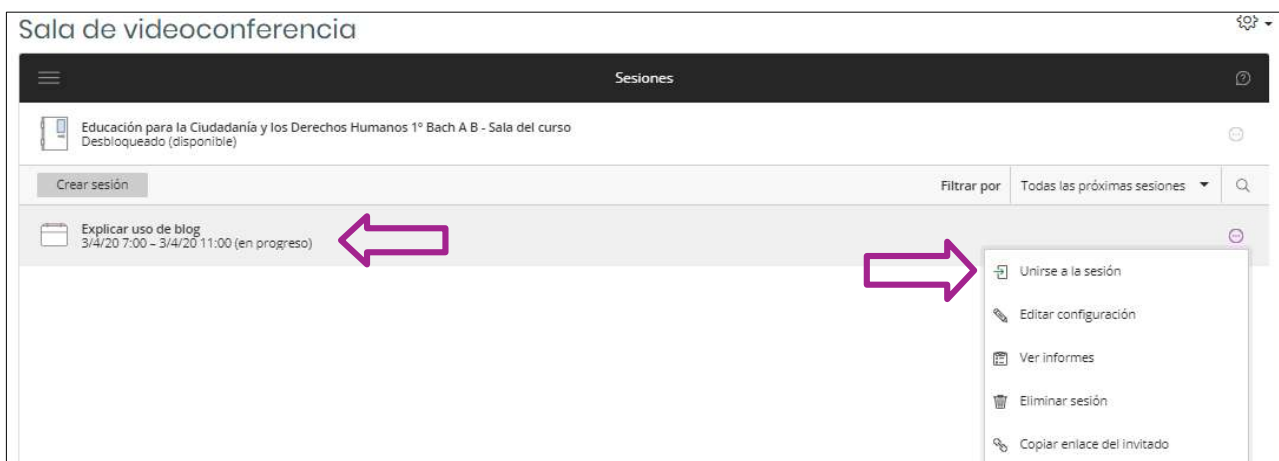 Sala de videoconferencia
Sesiones
Educación para la Ciudadanía y los Derechos Humanos 1º Bach A B - Sala del curso
Desbloqueado (disponible)
Crear sesión
Filtrar por
Todas las próximas sesiones
Explicar uso de blog
3/4/20 7:00 – 3/4/20 11:00 (en progreso)
Unirse a la sesión
Editar configuración
Ver informes
Eliminar sesión
Copiar enlace del invitado